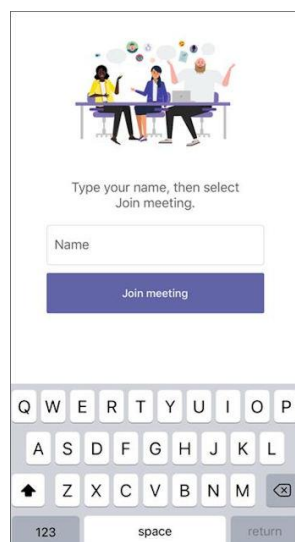 Type your name, then select
Join meeting.
Name
Join meeting
Q W E R T Y U I O P
A S D F G H J K L
Z X C V B N M
123 space return